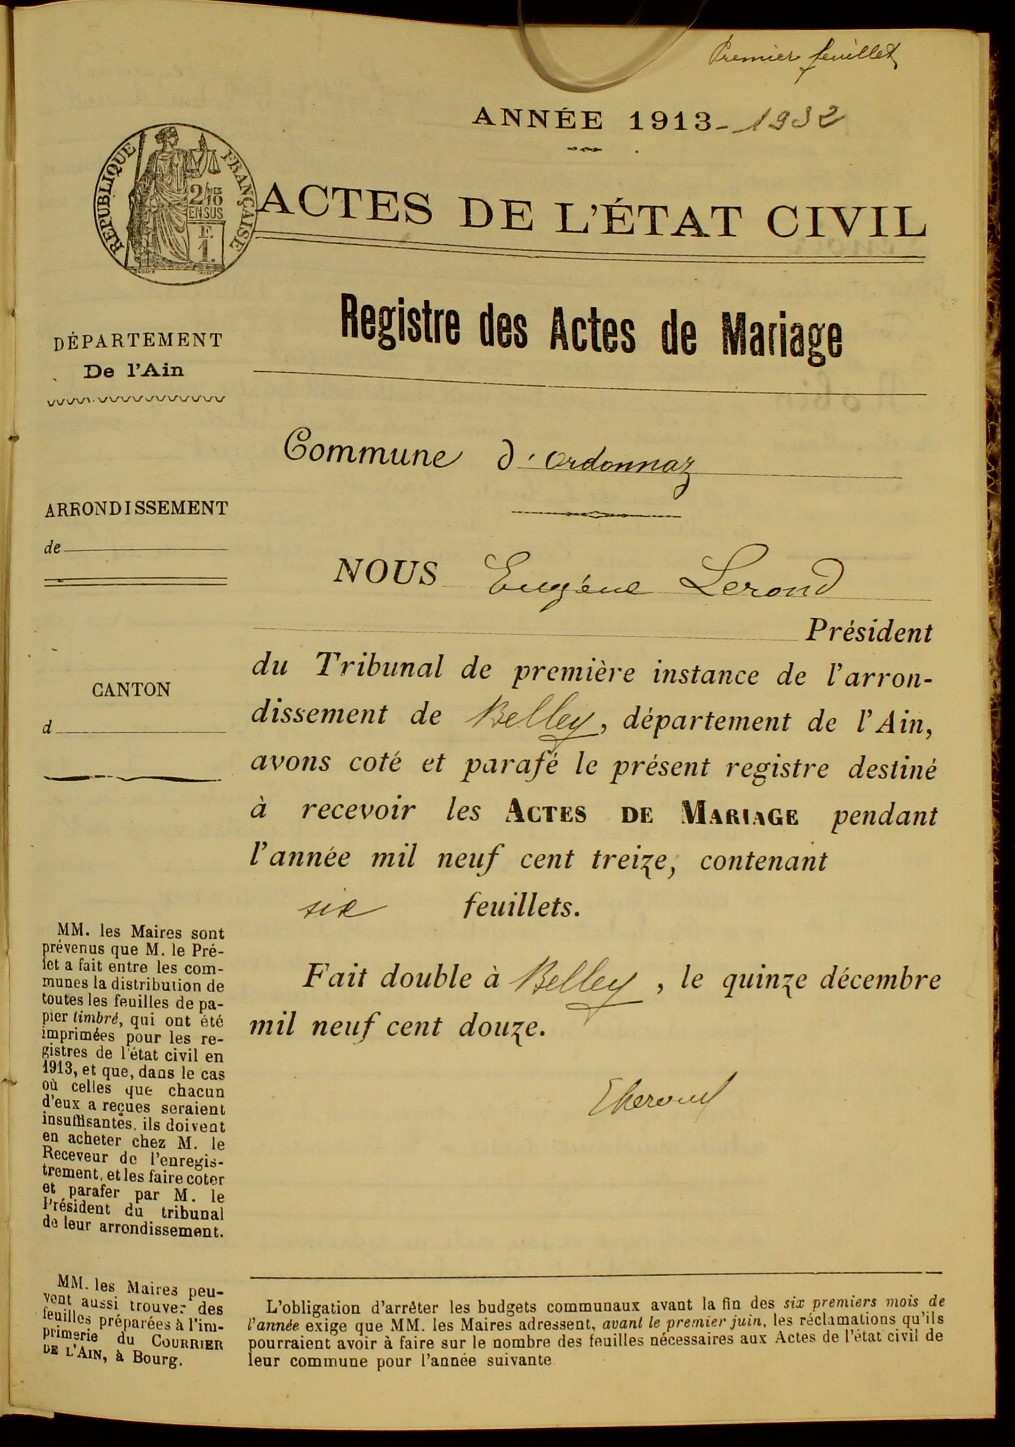 Premier feuillet
ANNÉE 1913-1932
RÉPUBLIQUE FRANÇAISE
2/10
EN SUS
F.
1.
ACTES DE L'ÉTAT CIVIL
Registre des Actes de Mariage
DÉPARTEMENT
De l'Ain
Commune d'Ordonnaz
ARRONDISSEMENT
de
NOUS Eugène Lerond
Président
du Tribunal de première instance de l'arron-
dissement de Belley, département de l'Ain,
avons coté et parafé le présent registre destiné
à recevoir les ACTES DE MARIAGE pendant
l'année mil neuf cent treize, contenant
six feuillets.
Fait double à Belley, le quinze décembre
mil neuf cent douze.
CANTON
d
MM. les Maires sont
prévenus que M. le Pré-
fet a fait entre les com-
munes la distribution de
toutes les feuilles de pa-
pier timbré, qui ont été
imprimées pour les re-
gistres de l'état civil en
1913, et que, dans le cas
où celles que chacun
d'eux a reçues seraient
insuffisantes, ils doivent
en acheter chez M. le
Receveur de l'enregis-
trement, et les faire coter
et parafer par M. le
Président du tribunal
de leur arrondissement.
MM. les Maires peu-
vent aussi trouver des
feuilles préparées à l'im-
primerie du COURRIER
DE L'AIN, à Bourg.
L'obligation d'arrêter les budgets communaux avant la fin des six premiers mois de
l'année exige que MM. les Maires adressent, avant le premier juin, les réclamations qu'ils
pourraient avoir à faire sur le nombre des feuilles nécessaires aux Actes de l'état civil de
leur commune pour l'année suivante